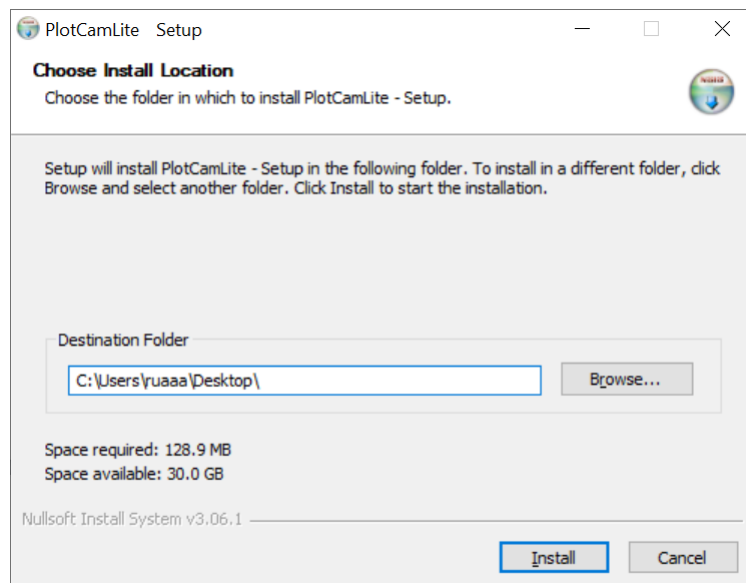 PlotCamLite Setup
Choose Install Location
Choose the folder in which to install PlotCamLite - Setup.
Setup will install PlotCamLite - Setup in the following folder. To install in a different folder, click
Browse and select another folder. Click Install to start the installation.
Destination Folder
C:\Users\ruaaa\Desktop\
Browse...
Space required: 128.9 MB
Space available: 30.0 GB
Nullsoft Install System v3.06.1
Install
Cancel